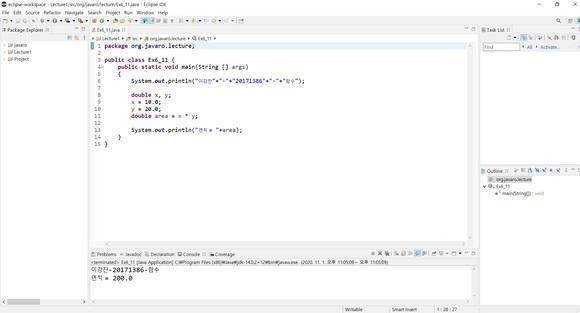 eclipse-workspace - Lecture1/src/org/javaro/lecture/Ex6_11.java - Eclipse IDE
File Edit Source Refactor Navigate Search Project Run Window Help
Package Explorer
javaro
Lecture1
Project
Ex6_11.java
Lecture1 src org.javaro.lecture Ex6_11
1 package org.javaro.lecture;
2
3 public class Ex6_11 {
4 public static void main(String [] args)
5 {
6 System.out.println("이강찬"+"-"+"20171386"+"-"+"함수");
7
8 double x, y;
9 x = 10.0;
10 y = 20.0;
11 double area = x * y;
12
13 System.out.println("면적 = "+area);
14 }
15 }
Task List
Find All Activate...
Outline
org.javaro.lecture
Ex6_11
main(String[]) : void
Problems Javadoc Declaration Console Coverage
<terminated> Ex6_11 [Java Application] C:\Program Files (x86)\Java\jdk-14.0.2+12\bin\javaw.exe (2020. 11. 1. 오후 11:05:09 – 오후 11:05:09)
이강찬-20171386-함수
면적 = 200.0
Writable Smart Insert 1 : 28 : 27